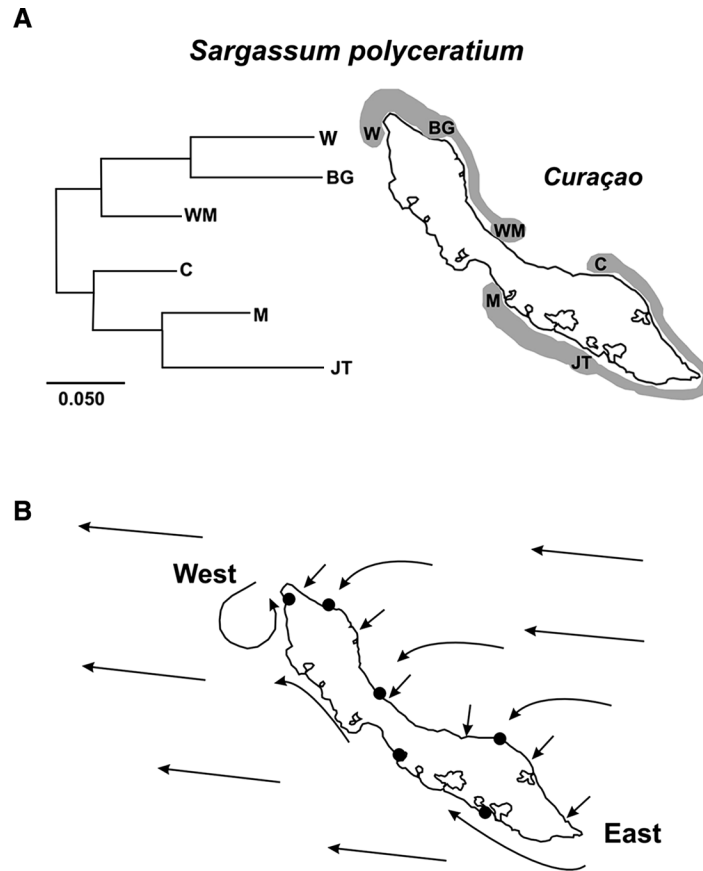 A
Sargassum polyceratium
W
BG
WM
C
M
JT
0.050
W
BG
Curaçao
WM
C
M
JT
B
West
East